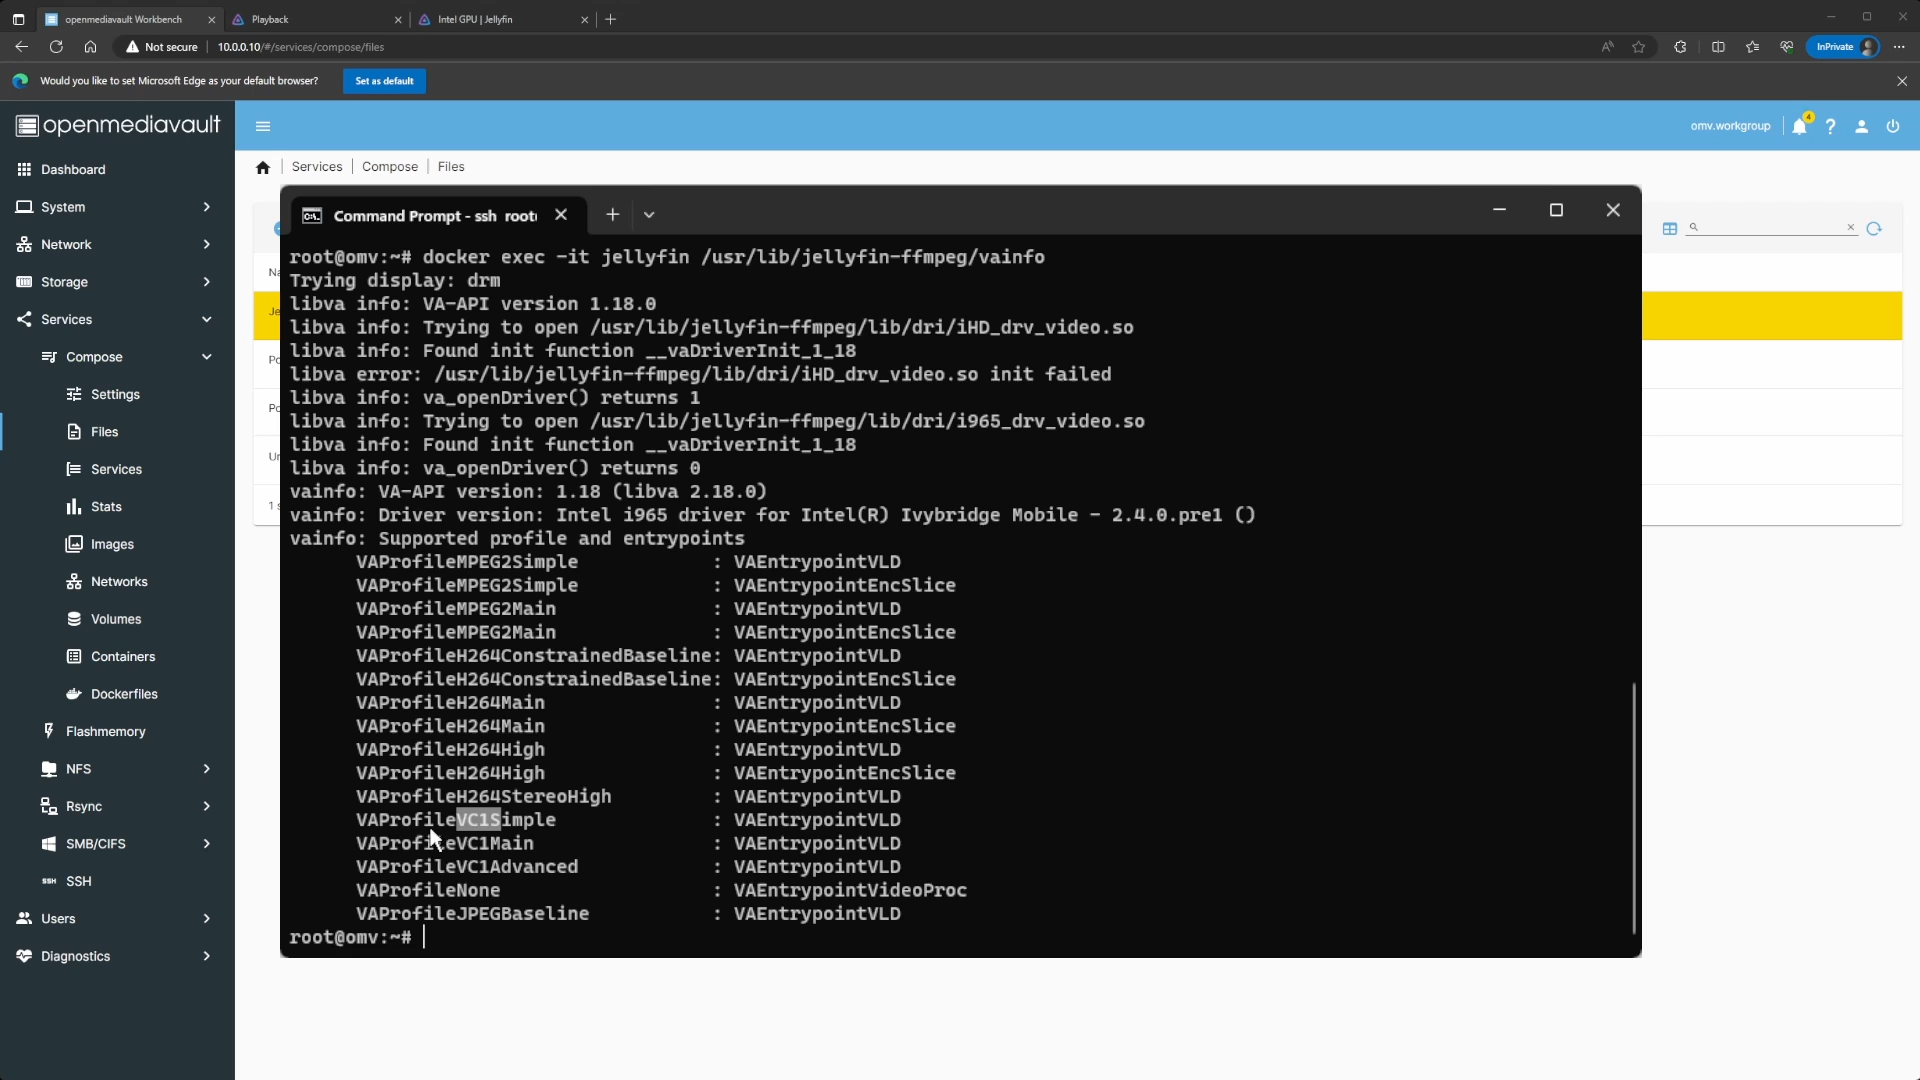 openmediavault Workbench
Playback
Intel GPU | Jellyfin
Not secure
10.0.0.10/#/services/compose/files
InPrivate
Would you like to set Microsoft Edge as your default browser?
Set as default
openmediavault
omv.workgroup
4
Dashboard
System
Network
Storage
Services
Compose
Settings
Files
Services
Stats
Images
Networks
Volumes
Containers
Dockerfiles
Flashmemory
NFS
Rsync
SMB/CIFS
SSH SSH
Users
Diagnostics
Services | Compose | Files
Na
Je
Po
Po
Un
1 s
Command Prompt - ssh root
root@omv:~# docker exec -it jellyfin /usr/lib/jellyfin-ffmpeg/vainfo
Trying display: drm
libva info: VA-API version 1.18.0
libva info: Trying to open /usr/lib/jellyfin-ffmpeg/lib/dri/iHD_drv_video.so
libva info: Found init function __vaDriverInit_1_18
libva error: /usr/lib/jellyfin-ffmpeg/lib/dri/iHD_drv_video.so init failed
libva info: va_openDriver() returns 1
libva info: Trying to open /usr/lib/jellyfin-ffmpeg/lib/dri/i965_drv_video.so
libva info: Found init function __vaDriverInit_1_18
libva info: va_openDriver() returns 0
vainfo: VA-API version: 1.18 (libva 2.18.0)
vainfo: Driver version: Intel i965 driver for Intel(R) Ivybridge Mobile - 2.4.0.pre1 ()
vainfo: Supported profile and entrypoints
VAProfileMPEG2Simple : VAEntrypointVLD
VAProfileMPEG2Simple : VAEntrypointEncSlice
VAProfileMPEG2Main : VAEntrypointVLD
VAProfileMPEG2Main : VAEntrypointEncSlice
VAProfileH264ConstrainedBaseline: VAEntrypointVLD
VAProfileH264ConstrainedBaseline: VAEntrypointEncSlice
VAProfileH264Main : VAEntrypointVLD
VAProfileH264Main : VAEntrypointEncSlice
VAProfileH264High : VAEntrypointVLD
VAProfileH264High : VAEntrypointEncSlice
VAProfileH264StereoHigh : VAEntrypointVLD
VAProfileVC1Simple : VAEntrypointVLD
VAProfileVC1Main : VAEntrypointVLD
VAProfileVC1Advanced : VAEntrypointVLD
VAProfileNone : VAEntrypointVideoProc
VAProfileJPEGBaseline : VAEntrypointVLD
root@omv:~#